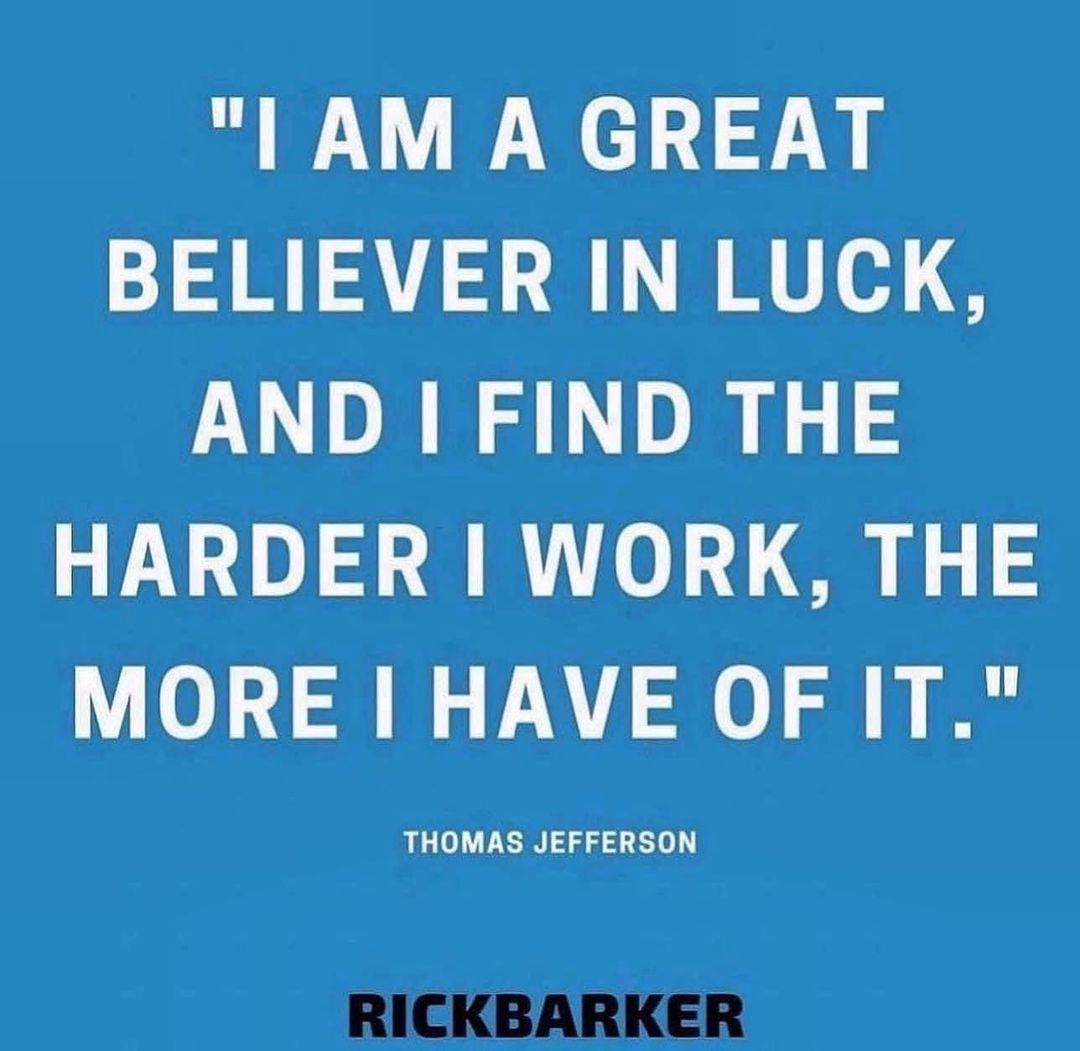 "I AM A GREAT
BELIEVER IN LUCK,
AND I FIND THE
HARDER I WORK, THE
MORE I HAVE OF IT."
THOMAS JEFFERSON
RICKBARKER